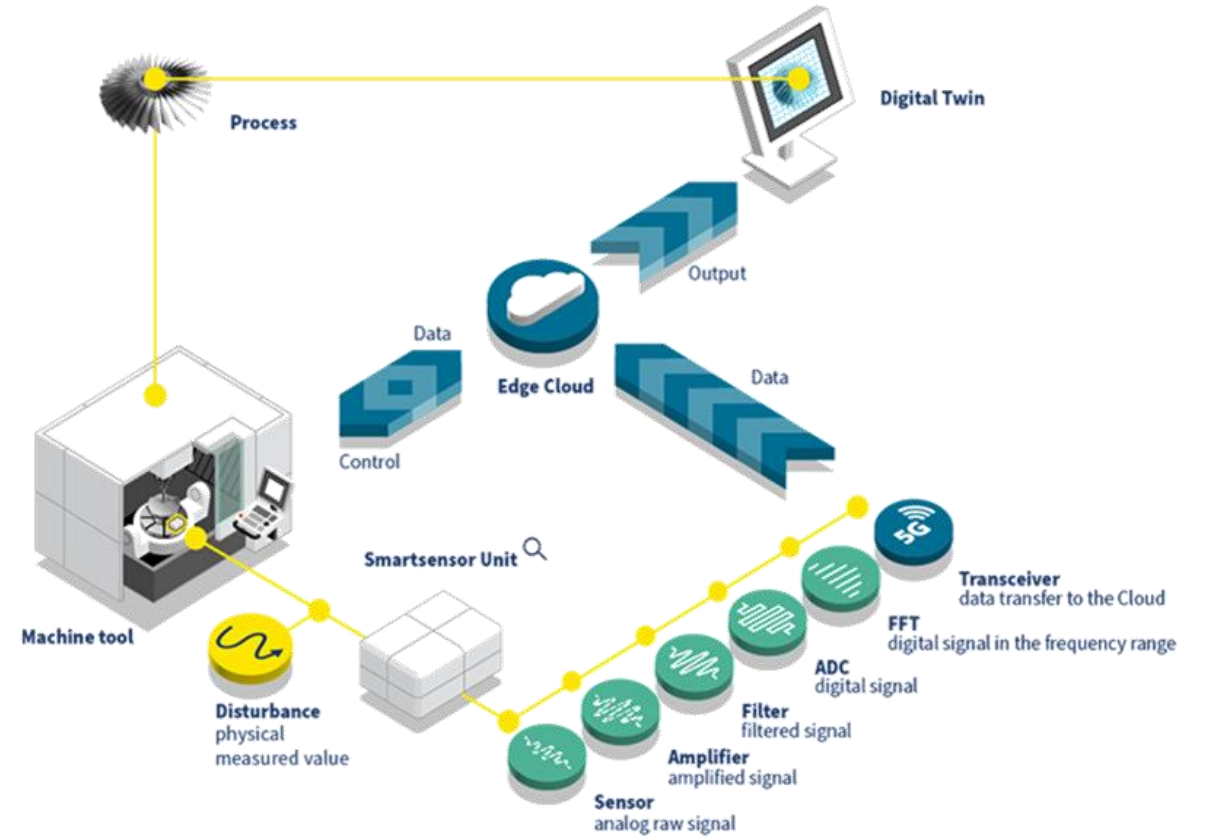 Process
Digital Twin
Output
Data
Edge Cloud
Data
Control
Smartsensor Unit
5G
Machine tool
Transceiver
data transfer to the Cloud
FFT
digital signal in the frequency range
ADC
digital signal
Disturbance
physical
measured value
Filter
filtered signal
Amplifier
amplified signal
Sensor
analog raw signal